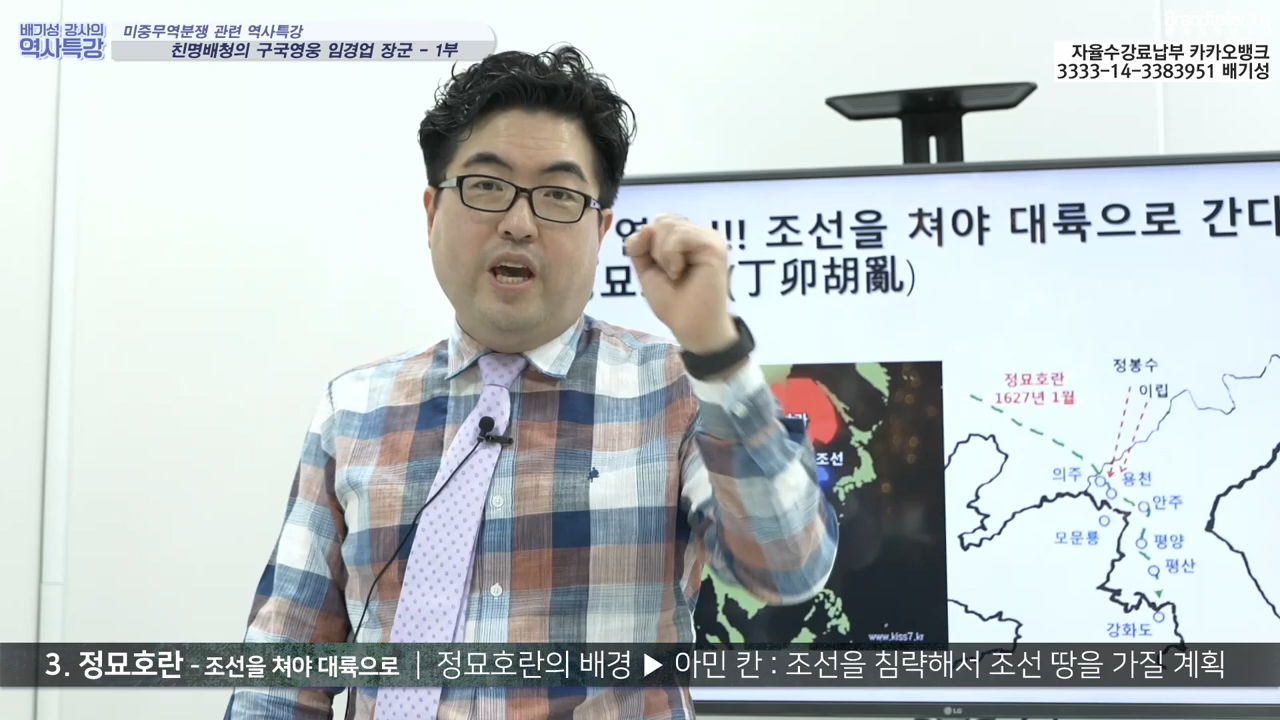 배기성 강사의
역사특강
미중무역분쟁 관련 역사특강
친명배청의 구국영웅 임경업 장군 - 1부
자율수강료납부 카카오뱅크
3333-14-3383951 배기성
!!! 조선을 쳐야 대륙으로 간다
(丁卯胡亂)
조선
www.kiss7.kr
정묘호란
1627년 1월
정봉수
이립
의주
용천
안주
모문룡
평양
평산
강화도
LG
3. 정묘호란 - 조선을 쳐야 대륙으로 | 정묘호란의 배경 ▶ 아민 칸 : 조선을 침략해서 조선 땅을 가질 계획